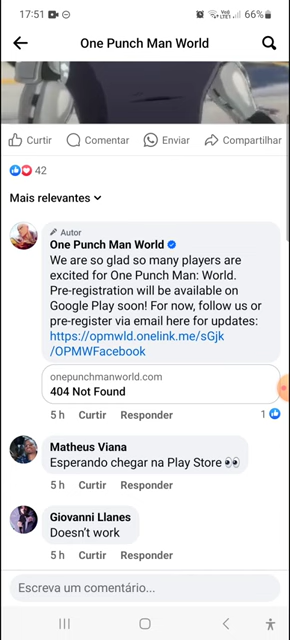 17:51
66%
One Punch Man World
Curtir
Comentar
Enviar
Compartilhar
42
Mais relevantes
Autor
One Punch Man World
We are so glad so many players are
excited for One Punch Man: World.
Pre-registration will be available on
Google Play soon! For now, follow us or
pre-register via email here for updates:
https://opmwld.onelink.me/sGjk
/OPMWFacebook
onepunchmanworld.com
404 Not Found
5 h Curtir Responder
1
Matheus Viana
Esperando chegar na Play Store 👀
5 h Curtir Responder
Giovanni Llanes
Doesn't work
5 h Curtir Responder
Escreva um comentário...